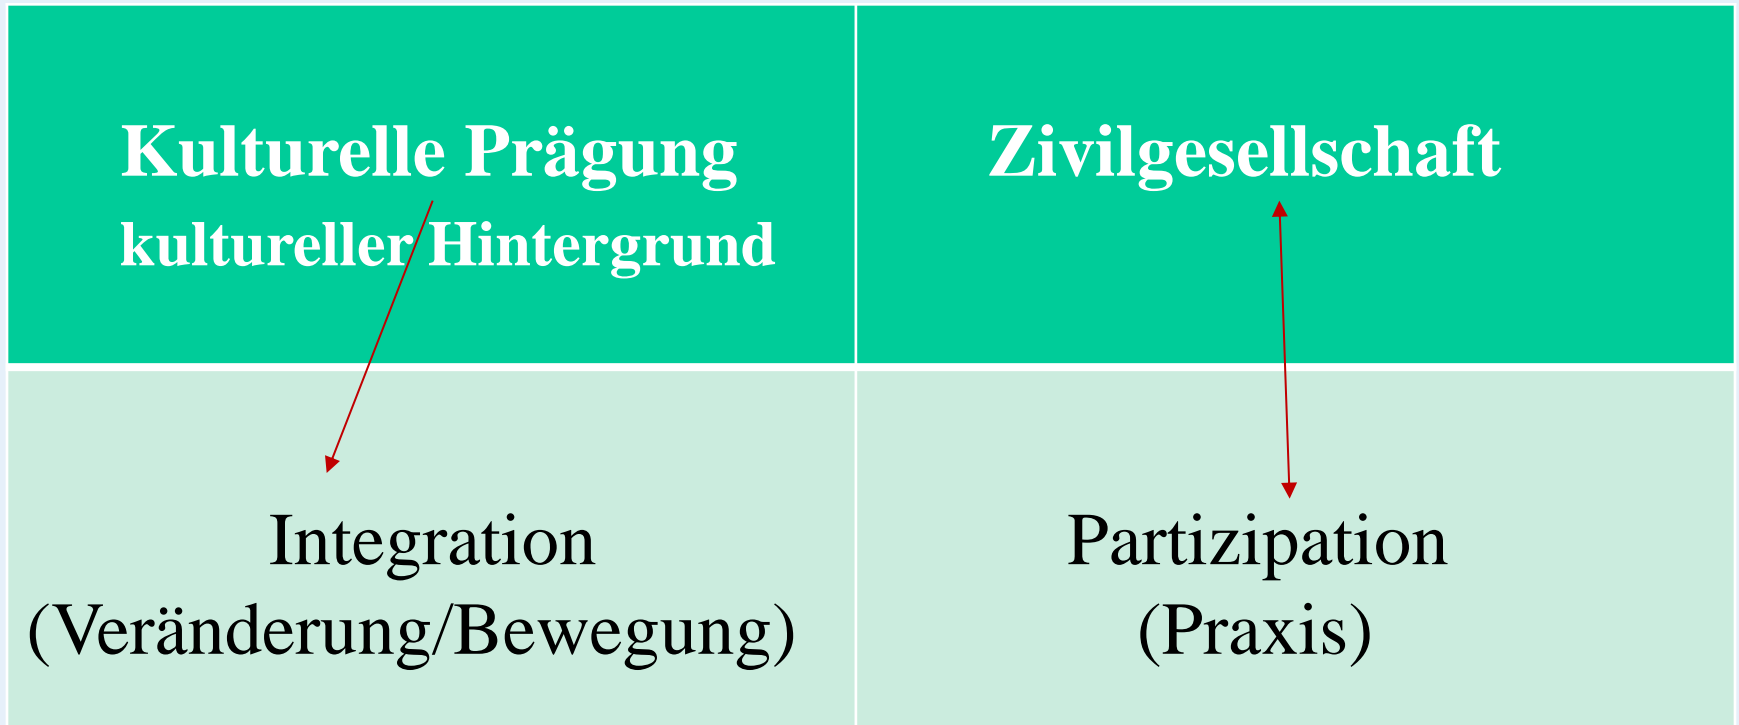 Kulturelle Prägung
kultureller Hintergrund
Zivilgesellschaft
Integration
(Veränderung/Bewegung)
Partizipation
(Praxis)